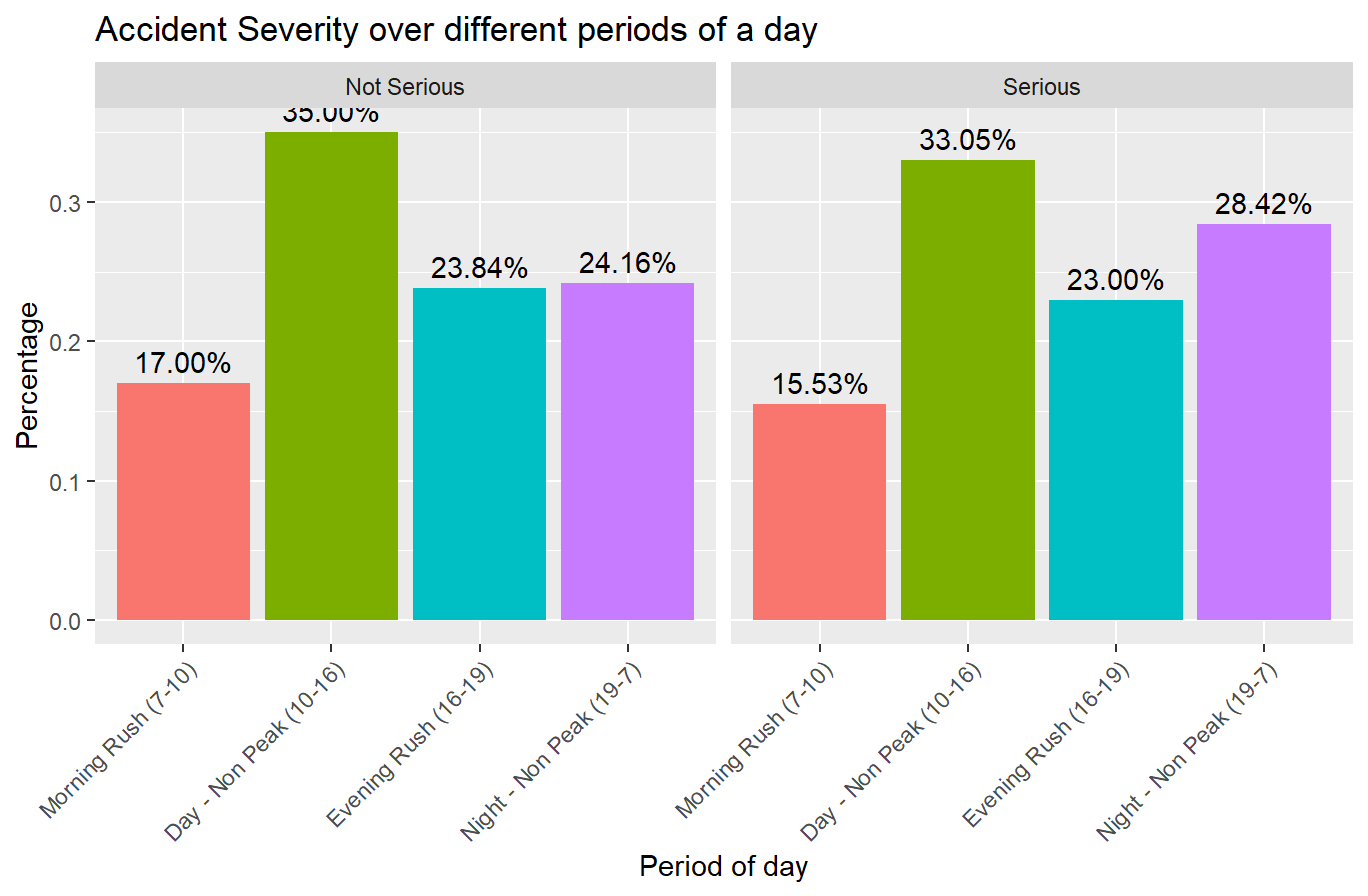 Accident Severity over different periods of a day
Not Serious
Serious
35.00%
33.05%
28.42%
23.84%
24.16%
23.00%
17.00%
15.53%
0.3
0.2
0.1
0.0
Percentage
Morning Rush (7-10)
Day - Non Peak (10-16)
Evening Rush (16-19)
Night - Non Peak (19-7)
Morning Rush (7-10)
Day - Non Peak (10-16)
Evening Rush (16-19)
Night - Non Peak (19-7)
Period of day